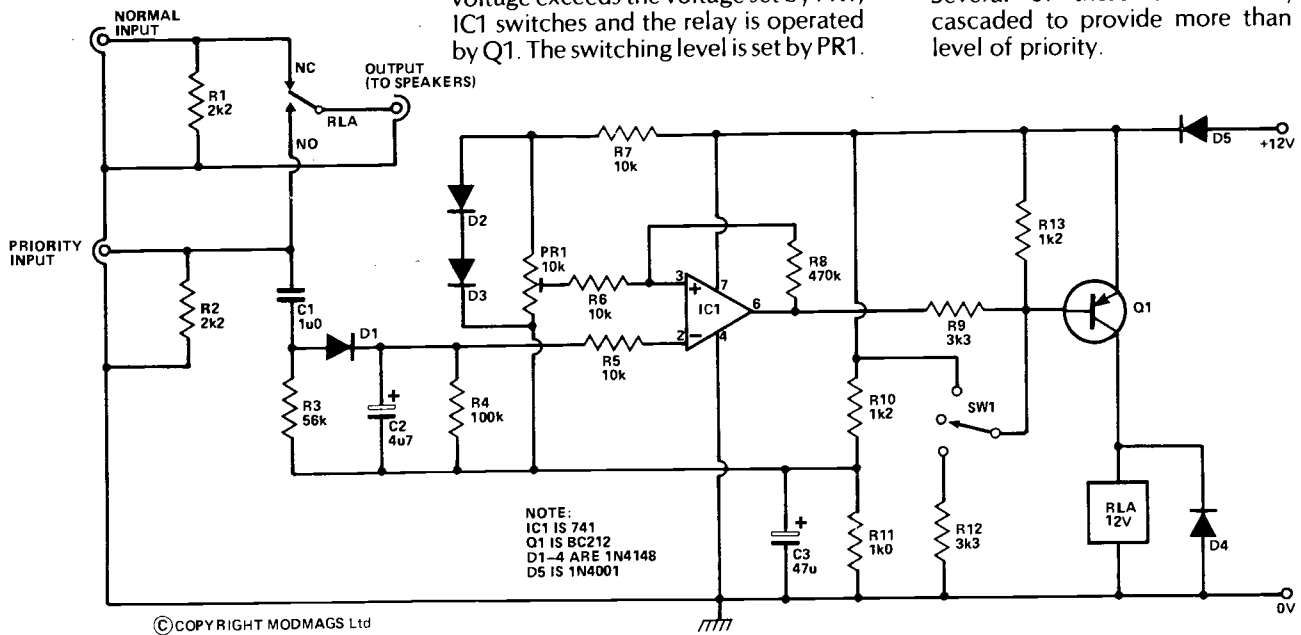 voltage exceeds the voltage set by
IC1 switches and the relay is operated
by Q1. The switching level is set by PR1.
cascaded to provide more than
level of priority.
NORMAL
INPUT
R1
2k2
NC
NO
RLA
OUTPUT
(TO SPEAKERS)
PRIORITY
INPUT
R2
2k2
C1
1u0
D1
R3
56k
C2
4u7
+
R4
100k
D2
D3
PR1
10k
R7
10k
R6
10k
R5
10k
3
+
2
−
IC1
7
4
6
R8
470k
R9
3k3
R10
1k2
SW1
R13
1k2
Q1
D5
+12V
C3
47u
+
R11
1k0
R12
3k3
RLA
12V
D4
0V
NOTE:
IC1 IS 741
Q1 IS BC212
D1–4 ARE 1N4148
D5 IS 1N4001
©COPYRIGHT MODMAGS Ltd